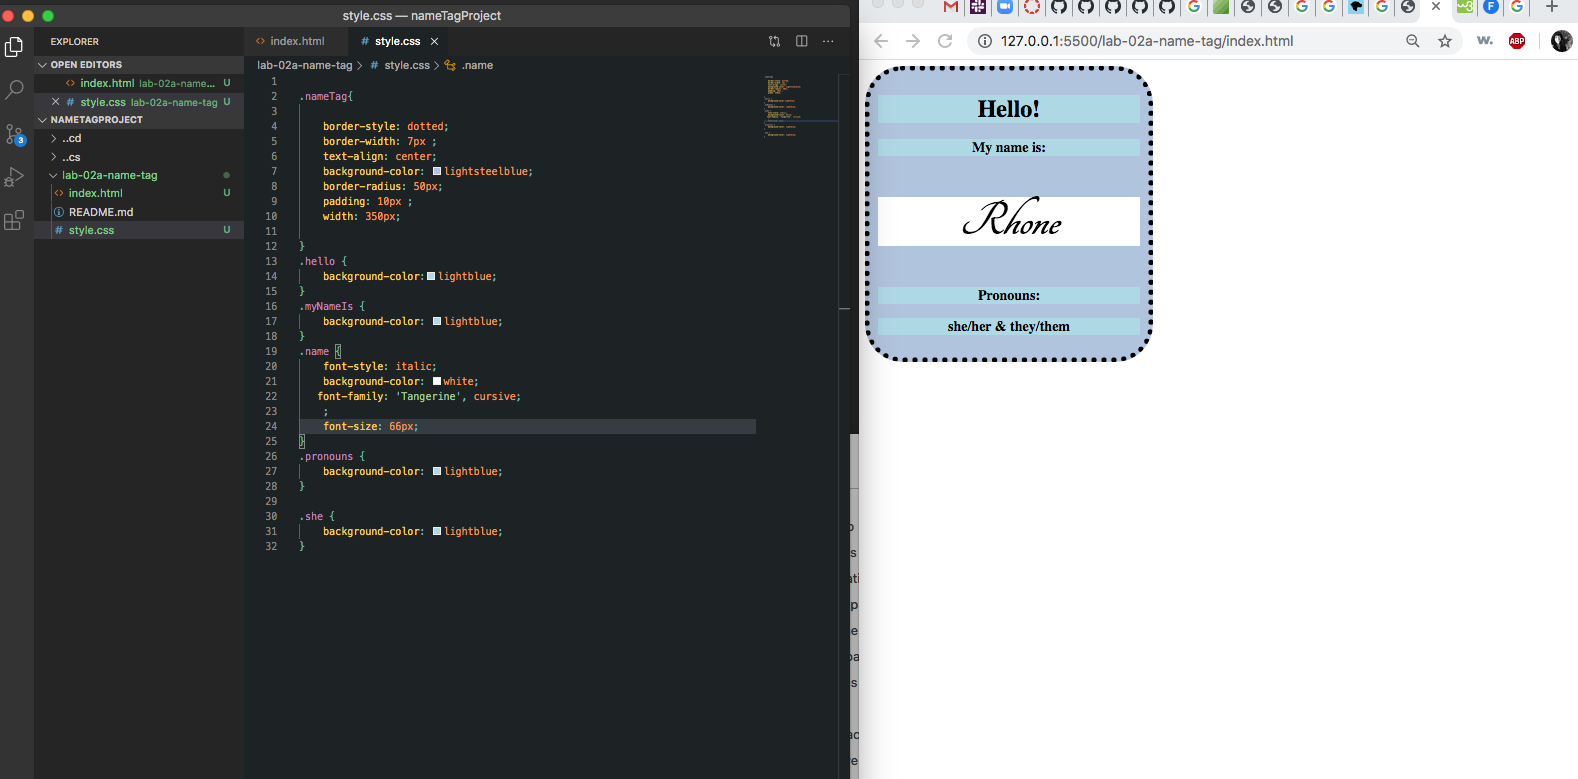 style.css — nameTagProject
EXPLORER
OPEN EDITORS
index.html lab-02a-name... U
style.css lab-02a-name-tag U
NAMETAGPROJECT
..cd
..cs
lab-02a-name-tag
index.html U
README.md
style.css U
3
index.html
style.css
lab-02a-name-tag > # style.css > .name
1
2 .nameTag{
3
4 border-style: dotted;
5 border-width: 7px ;
6 text-align: center;
7 background-color: lightsteelblue;
8 border-radius: 50px;
9 padding: 10px ;
10 width: 350px;
11
12 }
13 .hello {
14 background-color: lightblue;
15 }
16 .myNameIs {
17 background-color: lightblue;
18 }
19 .name {
20 font-style: italic;
21 background-color: white;
22 font-family: 'Tangerine', cursive;
23 ;
24 font-size: 66px;
25 }
26 .pronouns {
27 background-color: lightblue;
28 }
29
30 .she {
31 background-color: lightblue;
32 }
127.0.0.1:5500/lab-02a-name-tag/index.html
w.
ABP
Hello!
My name is:
Rhone
Pronouns:
she/her & they/them